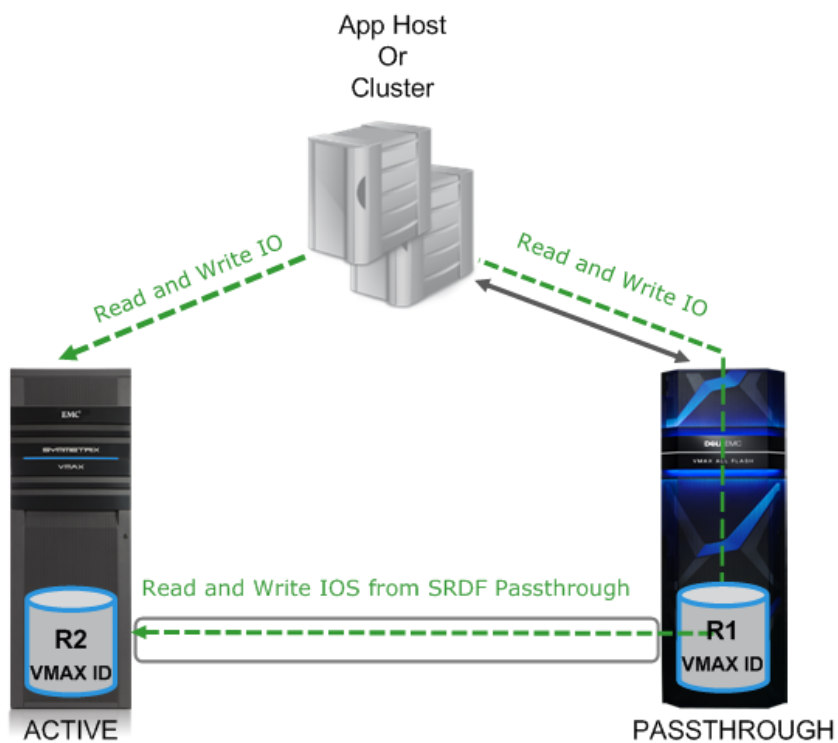 App Host
Or
Cluster
Read and Write IO
Read and Write IO
EMC²
SYMMETRIX
VMAX
DELL EMC
VMAX ALL FLASH
Read and Write IOS from SRDF Passthrough
R2
VMAX ID
R1
VMAX ID
ACTIVE
PASSTHROUGH